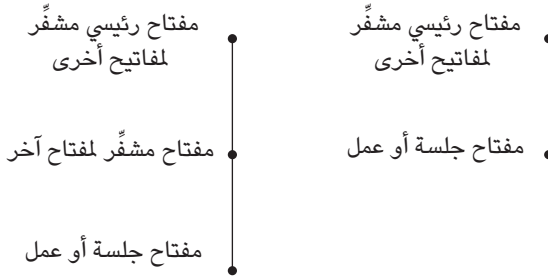 مفتاح رئيسي مشفِّر
لمفاتيح أخرى
مفتاح جلسة أو عمل
مفتاح رئيسي مشفِّر
لمفاتيح أخرى
مفتاح مشفِّر لمفتاح آخر
مفتاح جلسة أو عمل